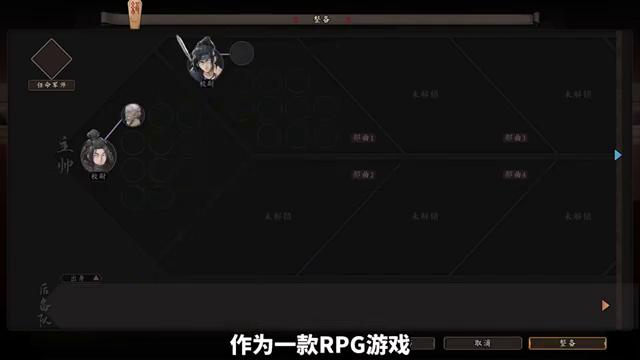 整备
任命军师
校尉
未解锁
未解锁
部曲1
部曲3
主帅
校尉
部曲2
部曲4
未解锁
未解锁
未解锁
出身
后备队
作为一款RPG游戏
取消
整备